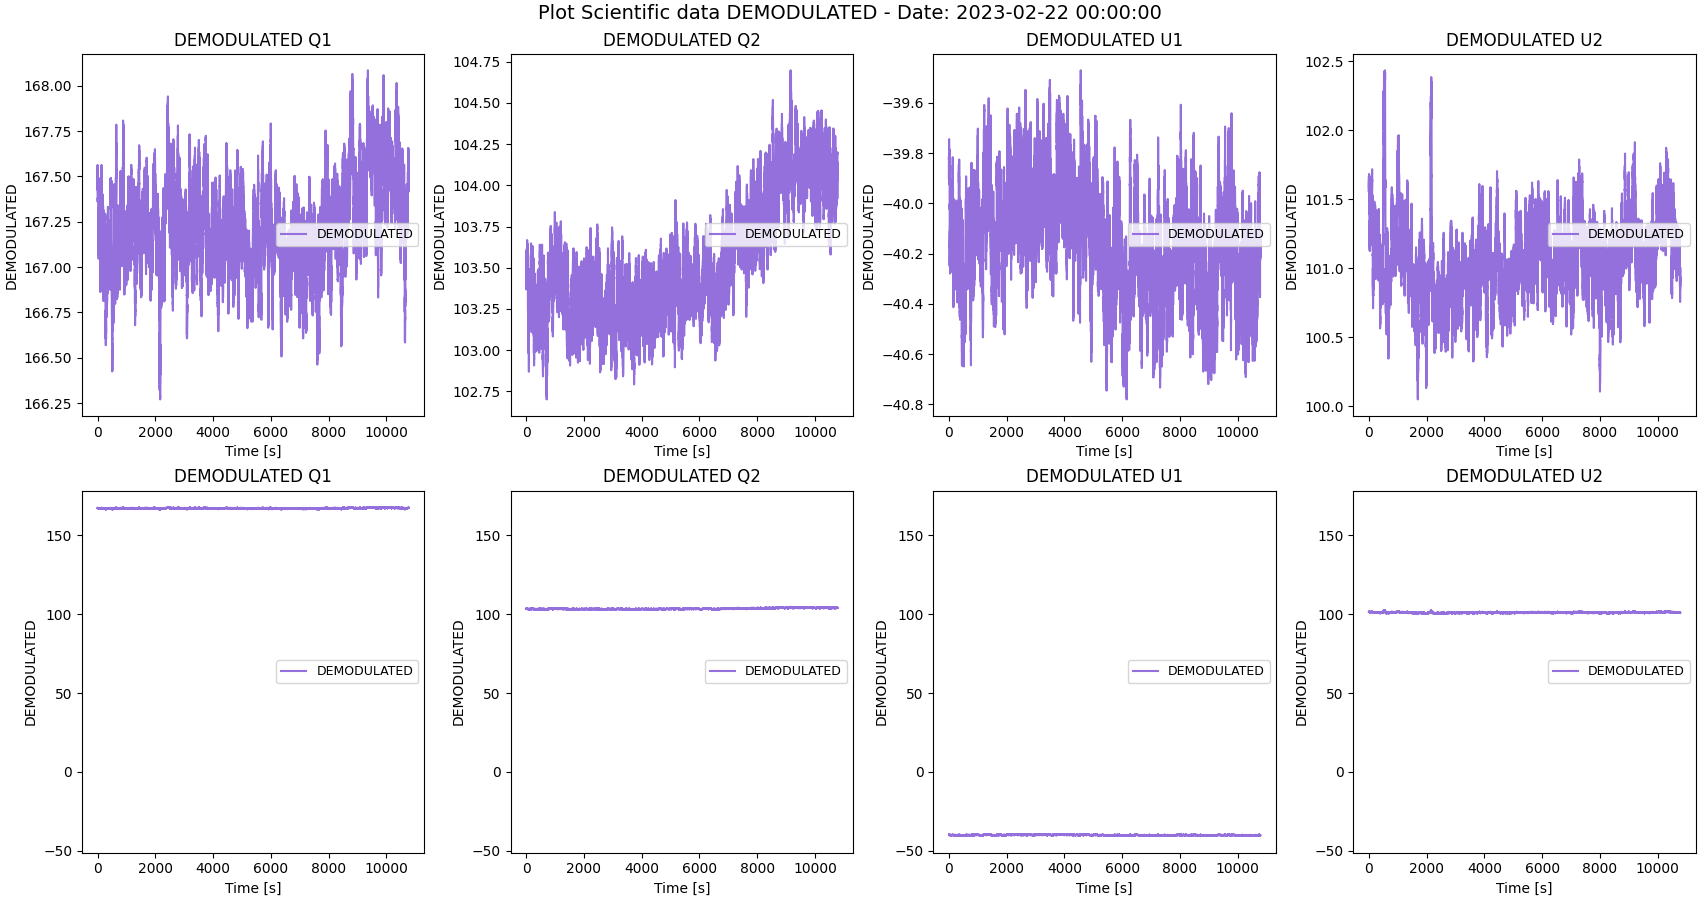 Plot Scientific data DEMODULATED - Date: 2023-02-22 00:00:00
DEMODULATED Q1
DEMODULATED
168.00
167.75
167.50
167.25
167.00
166.75
166.50
166.25
DEMODULATED
0 2000 4000 6000 8000 10000
Time [s]
DEMODULATED Q2
DEMODULATED
104.75
104.50
104.25
104.00
103.75
103.50
103.25
103.00
102.75
DEMODULATED
0 2000 4000 6000 8000 10000
Time [s]
DEMODULATED U1
DEMODULATED
−39.6
−39.8
−40.0
−40.2
−40.4
−40.6
−40.8
DEMODULATED
0 2000 4000 6000 8000 10000
Time [s]
DEMODULATED U2
DEMODULATED
102.5
102.0
101.5
101.0
100.5
100.0
DEMODULATED
0 2000 4000 6000 8000 10000
Time [s]
DEMODULATED Q1
DEMODULATED
150
100
50
0
−50
DEMODULATED
0 2000 4000 6000 8000 10000
Time [s]
DEMODULATED Q2
DEMODULATED
150
100
50
0
−50
DEMODULATED
0 2000 4000 6000 8000 10000
Time [s]
DEMODULATED U1
DEMODULATED
150
100
50
0
−50
DEMODULATED
0 2000 4000 6000 8000 10000
Time [s]
DEMODULATED U2
DEMODULATED
150
100
50
0
−50
DEMODULATED
0 2000 4000 6000 8000 10000
Time [s]